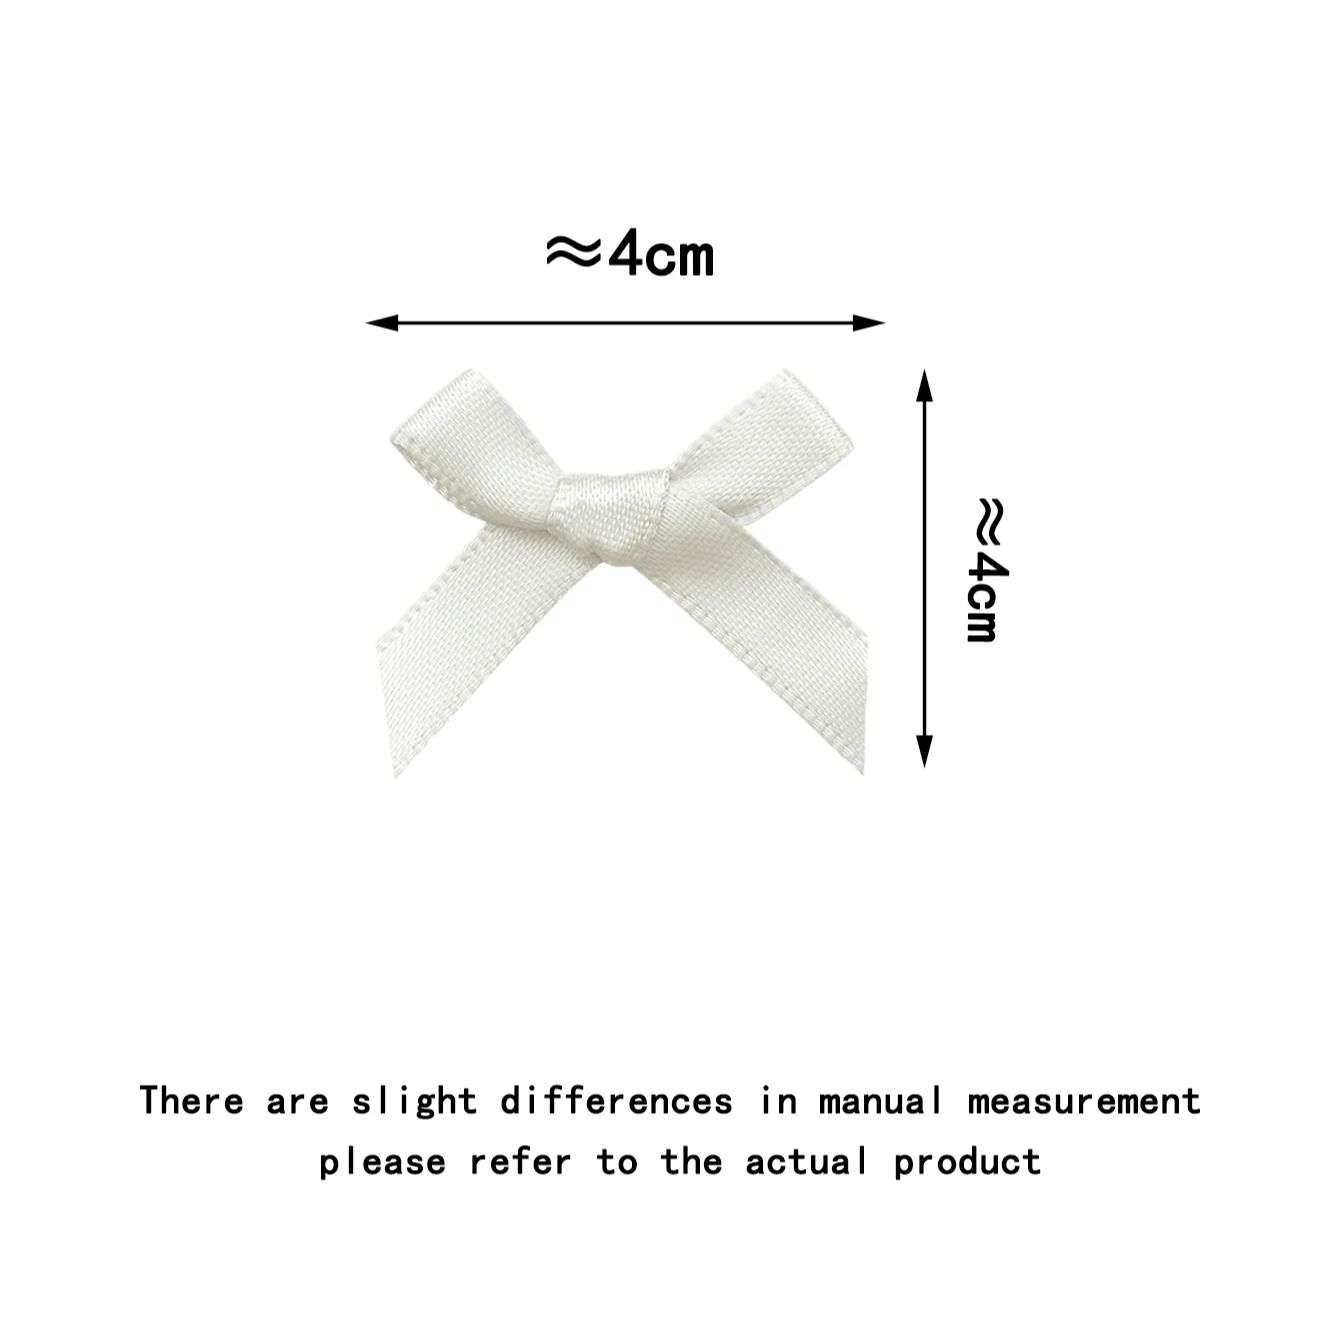 ≈4cm
≈4cm
There are slight differences in manual measurement
please refer to the actual product